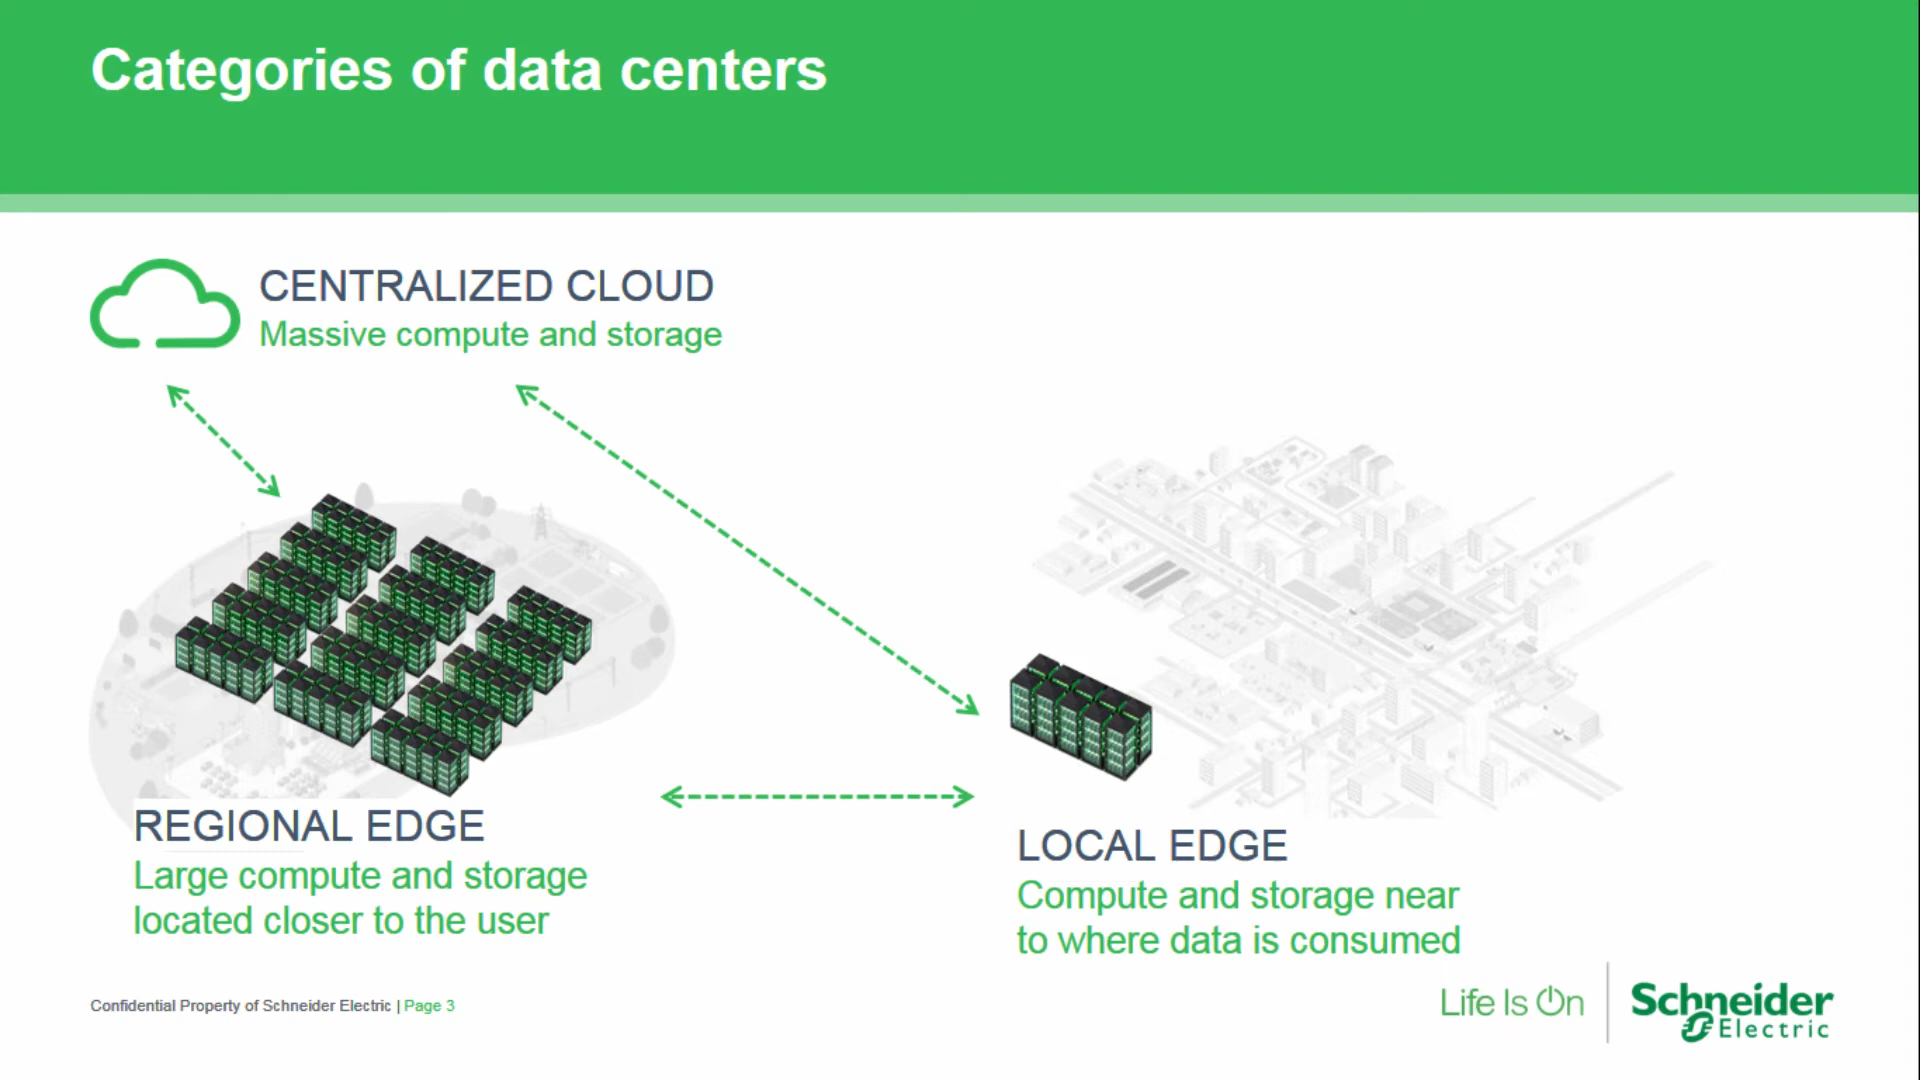 Categories of data centers
CENTRALIZED CLOUD
Massive compute and storage
REGIONAL EDGE
Large compute and storage
located closer to the user
LOCAL EDGE
Compute and storage near
to where data is consumed
Confidential Property of Schneider Electric | Page 3
Life Is On
Schneider
Electric